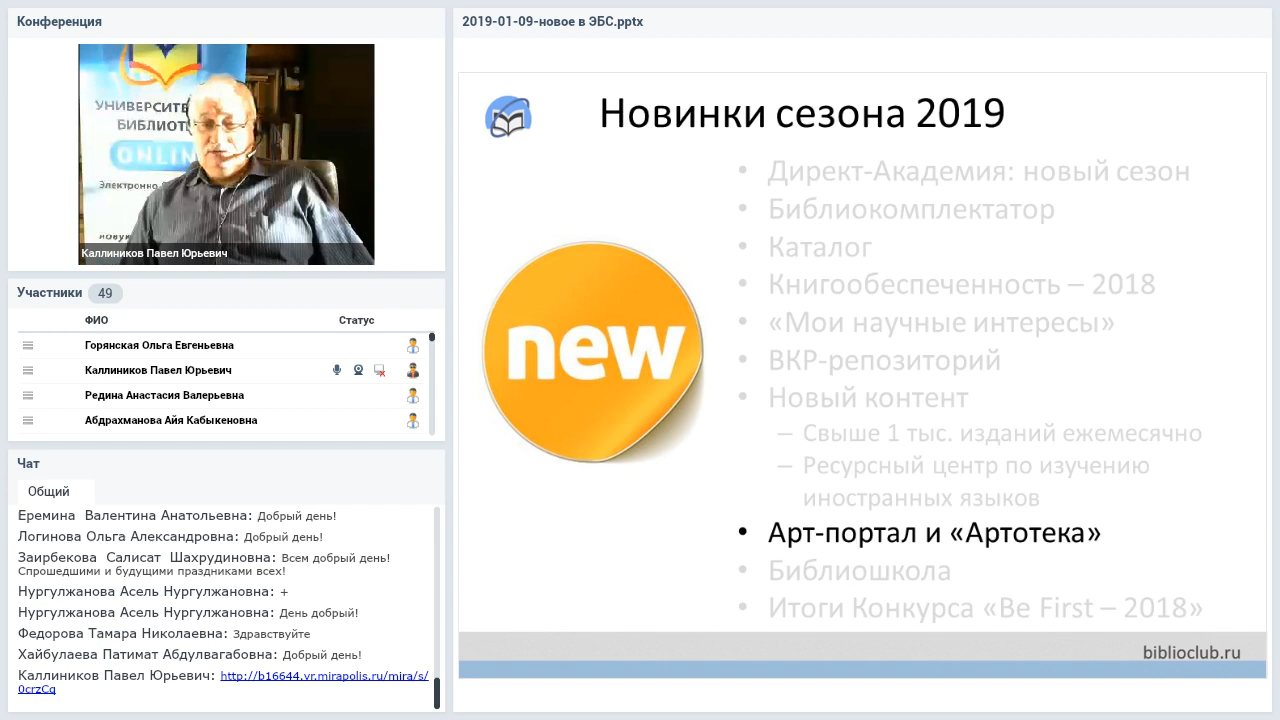 Конференция
УНИВЕРСИТЕ
БИБЛИОТ
ONLIN
Электронно
Каллиников Павел Юрьевич
Участники 49
ФИО Статус
Горянская Ольга Евгеньевна
Каллиников Павел Юрьевич
Редина Анастасия Валерьевна
Абдрахманова Айя Кабыкеновна
Чат
Общий
Еремина Валентина Анатольевна: Добрый день!
Логинова Ольга Александровна: Добрый день!
Заирбекова Салисат Шахрудиновна: Всем добрый день!
Спрошедшими и будущими праздниками всех!
Нургулжанова Асель Нургулжановна: +
Нургулжанова Асель Нургулжановна: День добрый!
Федорова Тамара Николаевна: Здравствуйте
Хайбулаева Патимат Абдулвагабовна: Добрый день!
Каллиников Павел Юрьевич: http://b16644.vr.mirapolis.ru/mira/s/
0crzCq
2019-01-09-новое в ЭБС.pptx
Новинки сезона 2019
new
• Директ-Академия: новый сезон
• Библиокомплектатор
• Каталог
• Книгообеспеченность – 2018
• «Мои научные интересы»
• ВКР-репозиторий
• Новый контент
– Свыше 1 тыс. изданий ежемесячно
– Ресурсный центр по изучению
иностранных языков
• Арт-портал и «Артотека»
• Библиошкола
• Итоги Конкурса «Be First – 2018»
biblioclub.ru